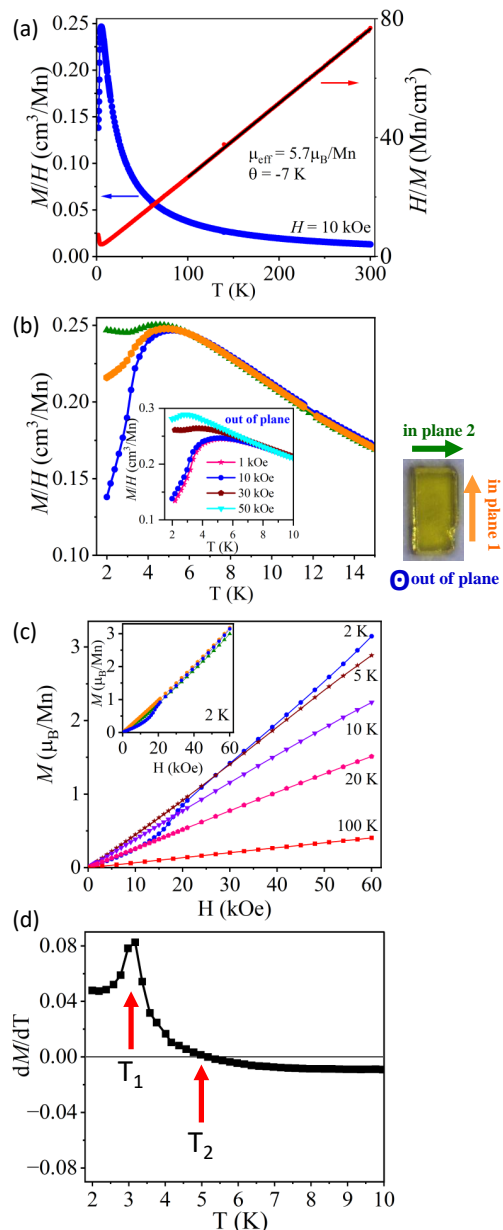 (a)
0.25
0.20
0.15
0.10
0.05
0.00
M/H (cm³/Mn)
80
40
0
H/M (Mn/cm³)
μeff = 5.7μB/Mn
θ = -7 K
H = 10 kOe
0 100 200 300
T (K)
(b)
0.25
0.20
0.15
0.10
M/H (cm³/Mn)
0.3
0.2
0.1
M/H (cm³/Mn)
out of plane
1 kOe
10 kOe
30 kOe
50 kOe
2 4 6 8 10
T (K)
2 4 6 8 10 12 14
T (K)
in plane 2
in plane 1
out of plane
(c)
3
2
1
0
M (μB/Mn)
3
2
1
0
M (μB/Mn)
2 K
0 10 20 30 40 50 60
H (kOe)
2 K
5 K
10 K
20 K
100 K
0 10 20 30 40 50 60
H (kOe)
(d)
0.08
0.04
0.00
−0.04
−0.08
dM/dT
T₁
T₂
2 3 4 5 6 7 8 9 10
T (K)